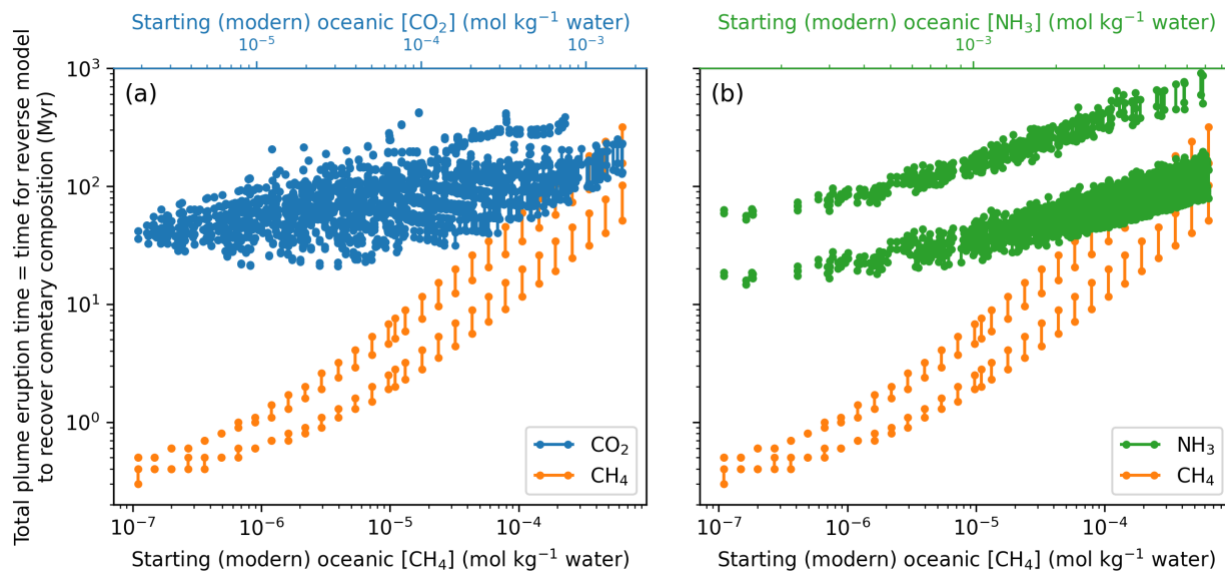 Starting (modern) oceanic [CO₂] (mol kg⁻¹ water)
10⁻⁵ 10⁻⁴ 10⁻³
Starting (modern) oceanic [NH₃] (mol kg⁻¹ water)
10⁻³
Total plume eruption time = time for reverse model
to recover cometary composition (Myr)
10³
10²
10¹
10⁰
(a)
CO₂
CH₄
10⁻⁷ 10⁻⁶ 10⁻⁵ 10⁻⁴
Starting (modern) oceanic [CH₄] (mol kg⁻¹ water)
(b)
NH₃
CH₄
10⁻⁷ 10⁻⁶ 10⁻⁵ 10⁻⁴
Starting (modern) oceanic [CH₄] (mol kg⁻¹ water)